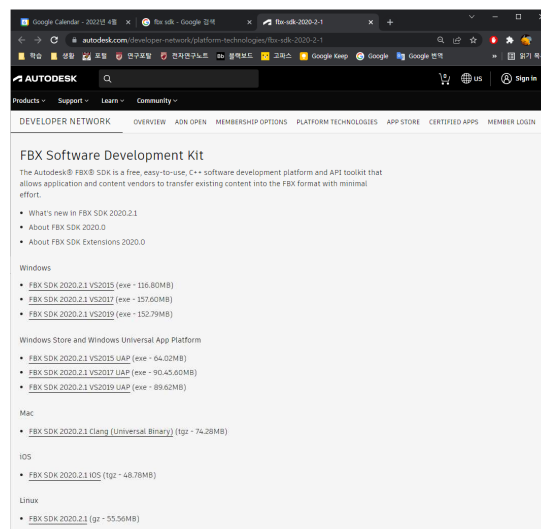 Google Calendar - 2022년 4월
fbx sdk - Google 검색
fbx-sdk-2020-2-1
autodesk.com/developer-network/platform-technologies/fbx-sdk-2020-2-1
학습 생활 포털 연구포탈 전자연구노트 Bb 블랙보드 고파스 Google Keep Google Google 번역 » 읽기 목
AUTODESK US Sign in
Products Support Learn Community
DEVELOPER NETWORK OVERVIEW ADN OPEN MEMBERSHIP OPTIONS PLATFORM TECHNOLOGIES APP STORE CERTIFIED APPS MEMBER LOGIN
FBX Software Development Kit
The Autodesk® FBX® SDK is a free, easy-to-use, C++ software development platform and API toolkit that
allows application and content vendors to transfer existing content into the FBX format with minimal
effort.
• What's new in FBX SDK 2020.2.1
• About FBX SDK 2020.0
• About FBX SDK Extensions 2020.0
Windows
• FBX SDK 2020.2.1 VS2015 (exe - 116.80MB)
• FBX SDK 2020.2.1 VS2017 (exe - 157.60MB)
• FBX SDK 2020.2.1 VS2019 (exe - 152.79MB)
Windows Store and Windows Universal App Platform
• FBX SDK 2020.2.1 VS2015 UAP (exe - 64.02MB)
• FBX SDK 2020.2.1 VS2017 UAP (exe - 90.45.60MB)
• FBX SDK 2020.2.1 VS2019 UAP (exe - 89.62MB)
Mac
• FBX SDK 2020.2.1 Clang (Universal Binary) (tgz - 74.28MB)
iOS
• FBX SDK 2020.2.1 iOS (tgz - 48.78MB)
Linux
• FBX SDK 2020.2.1 (gz - 55.56MB)